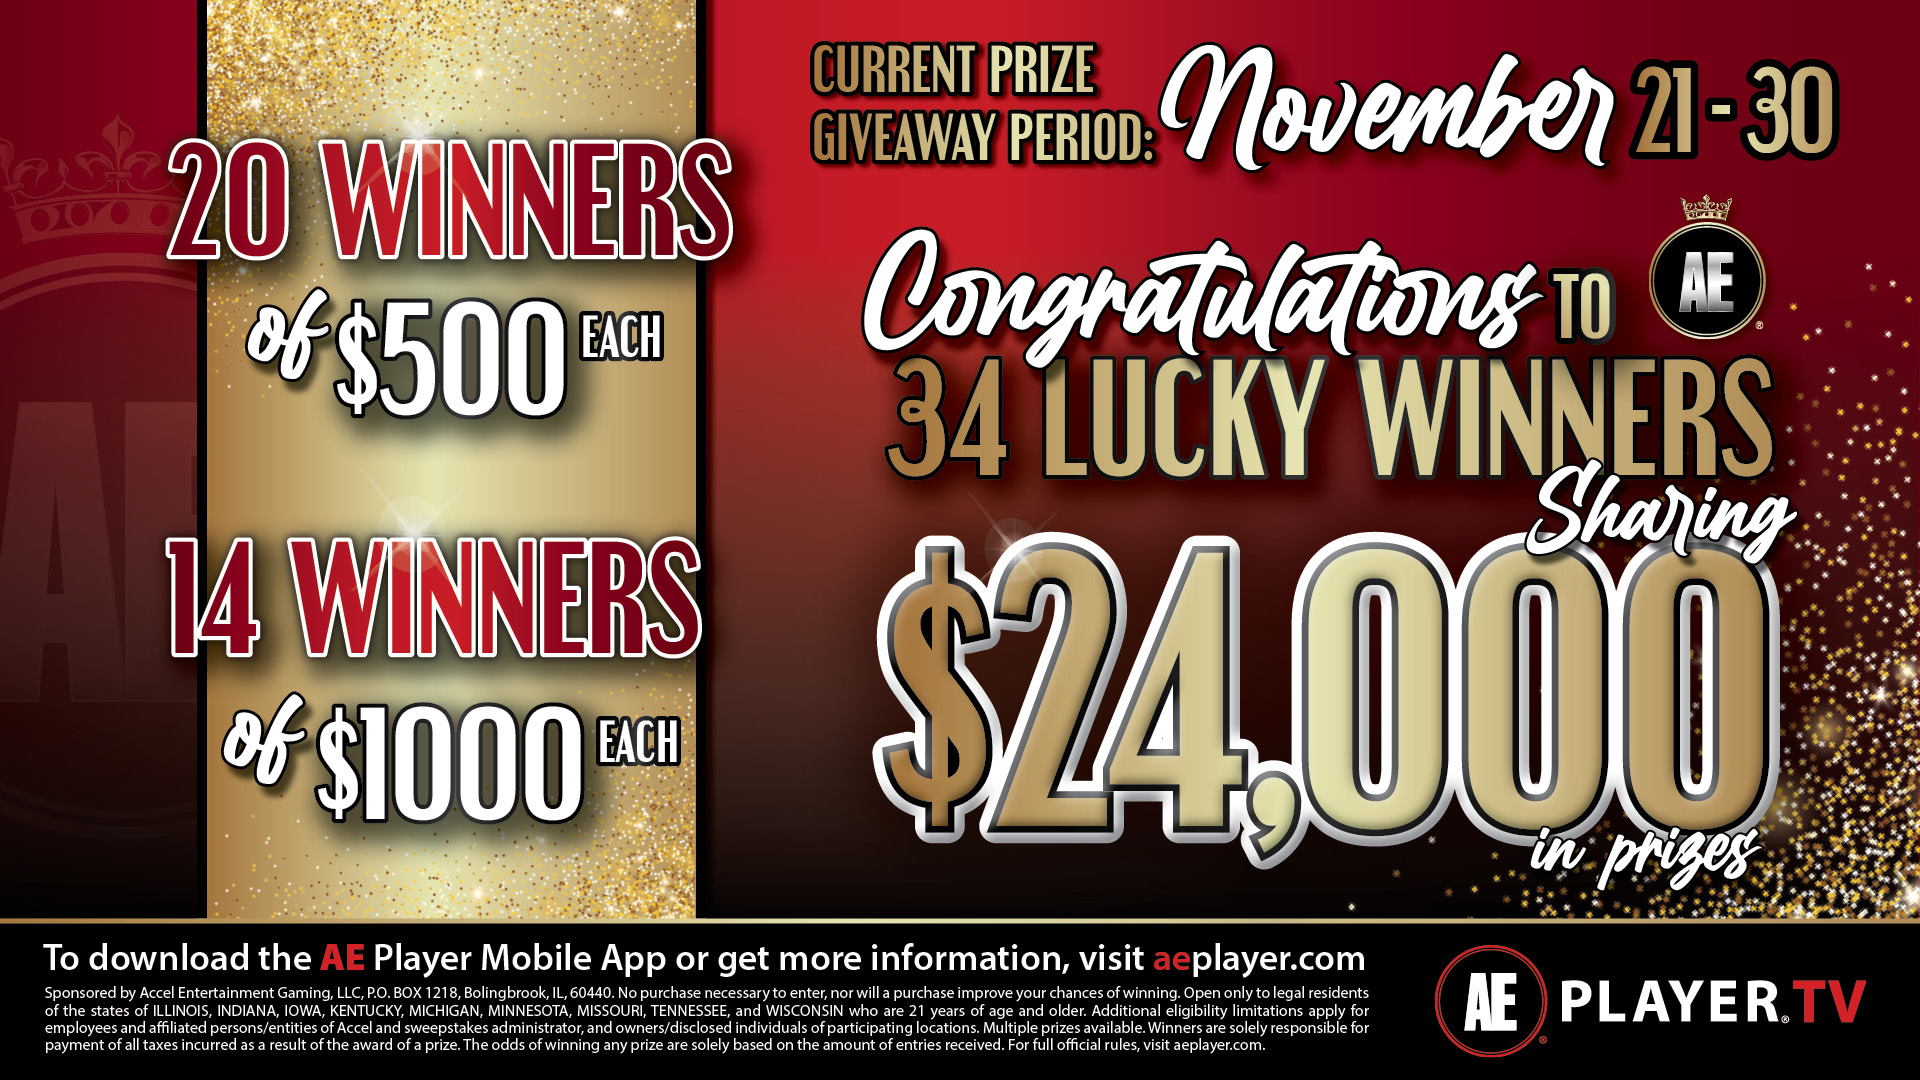 20 WINNERS
of $500 EACH
14 WINNERS
of $1000 EACH
CURRENT PRIZE
GIVEAWAY PERIOD: November 21 - 30
Congratulations TO AE®
34 LUCKY WINNERS
Sharing
$24,000
in prizes
AE
To download the AE Player Mobile App or get more information, visit aeplayer.com
Sponsored by Accel Entertainment Gaming, LLC, P.O. BOX 1218, Bolingbrook, IL, 60440. No purchase necessary to enter, nor will a purchase improve your chances of winning. Open only to legal residents
of the states of ILLINOIS, INDIANA, IOWA, KENTUCKY, MICHIGAN, MINNESOTA, MISSOURI, TENNESSEE, and WISCONSIN who are 21 years of age and older. Additional eligibility limitations apply for
employees and affiliated persons/entities of Accel and sweepstakes administrator, and owners/disclosed individuals of participating locations. Multiple prizes available. Winners are solely responsible for
payment of all taxes incurred as a result of the award of a prize. The odds of winning any prize are solely based on the amount of entries received. For full official rules, visit aeplayer.com.
AE® PLAYER®.TV